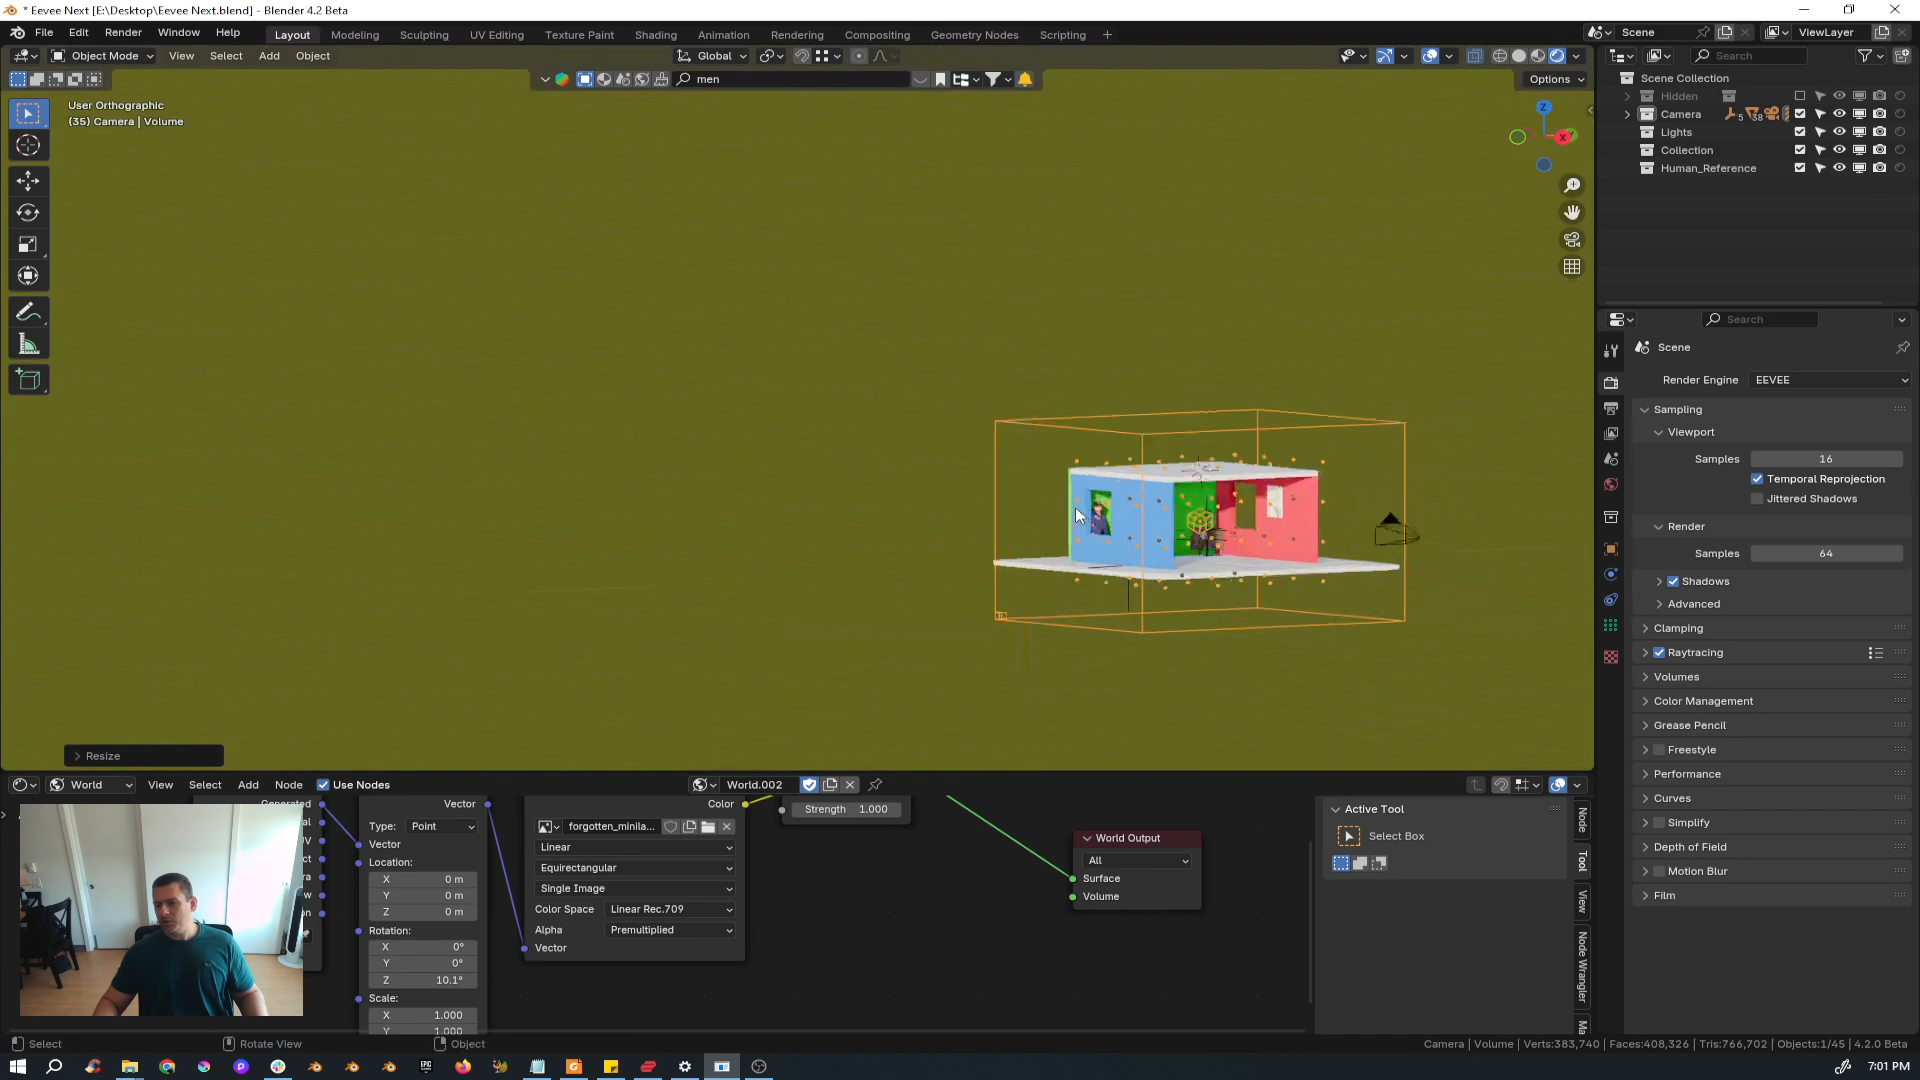 * Eevee Next [E:\Desktop\Eevee Next.blend] - Blender 4.2 Beta
File Edit Render Window Help
Layout Modeling Sculpting UV Editing Texture Paint Shading Animation Rendering Compositing Geometry Nodes Scripting
Scene
ViewLayer
Object Mode View Select Add Object
Global
men
Options
User Orthographic
(35) Camera | Volume
Z
X
Resize
Search
Scene Collection
Hidden
Camera 5 38
Lights
Collection
Human_Reference
Search
Scene
Render Engine EEVEE
Sampling
Viewport
Samples 16
Temporal Reprojection
Jittered Shadows
Render
Samples 64
Shadows
Advanced
Clamping
Raytracing
Volumes
Color Management
Grease Pencil
Freestyle
Performance
Curves
Simplify
Depth of Field
Motion Blur
Film
World View Select Add Node Use Nodes
World.002
Generated
Vector
Type: Point
Vector
Location:
X 0 m
Y 0 m
Z 0 m
Rotation:
X 0°
Y 0°
Z 10.1°
Scale:
X 1.000
Y 1.000
Color
forgotten_minila...
Linear
Equirectangular
Single Image
Color Space Linear Rec.709
Alpha Premultiplied
Vector
Strength 1.000
World Output
All
Surface
Volume
Active Tool
Select Box
Node
Tool
View
Node Wrangler
Select Rotate View Object
Camera | Volume | Verts:383,740 | Faces:408,326 | Tris:766,702 | Objects:1/45 | 4.2.0 Beta
EPIC
7:01 PM